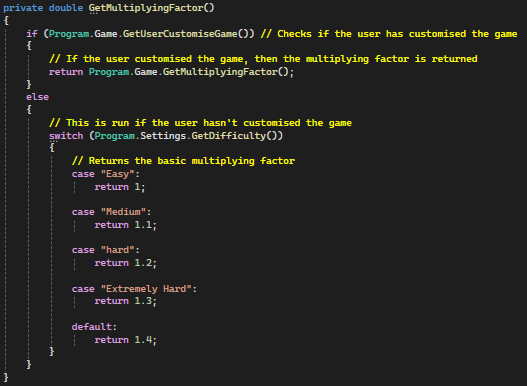 private double GetMultiplyingFactor()
{
if (Program.Game.GetUserCustomiseGame()) // Checks if the user has customised the game
{
// If the user customised the game, then the multiplying factor is returned
return Program.Game.GetMultiplyingFactor();
}
else
{
// This is run if the user hasn't customised the game
switch (Program.Settings.GetDifficulty())
{
// Returns the basic multiplying factor
case "Easy":
return 1;
case "Medium":
return 1.1;
case "hard":
return 1.2;
case "Extremely Hard":
return 1.3;
default:
return 1.4;
}
}
}